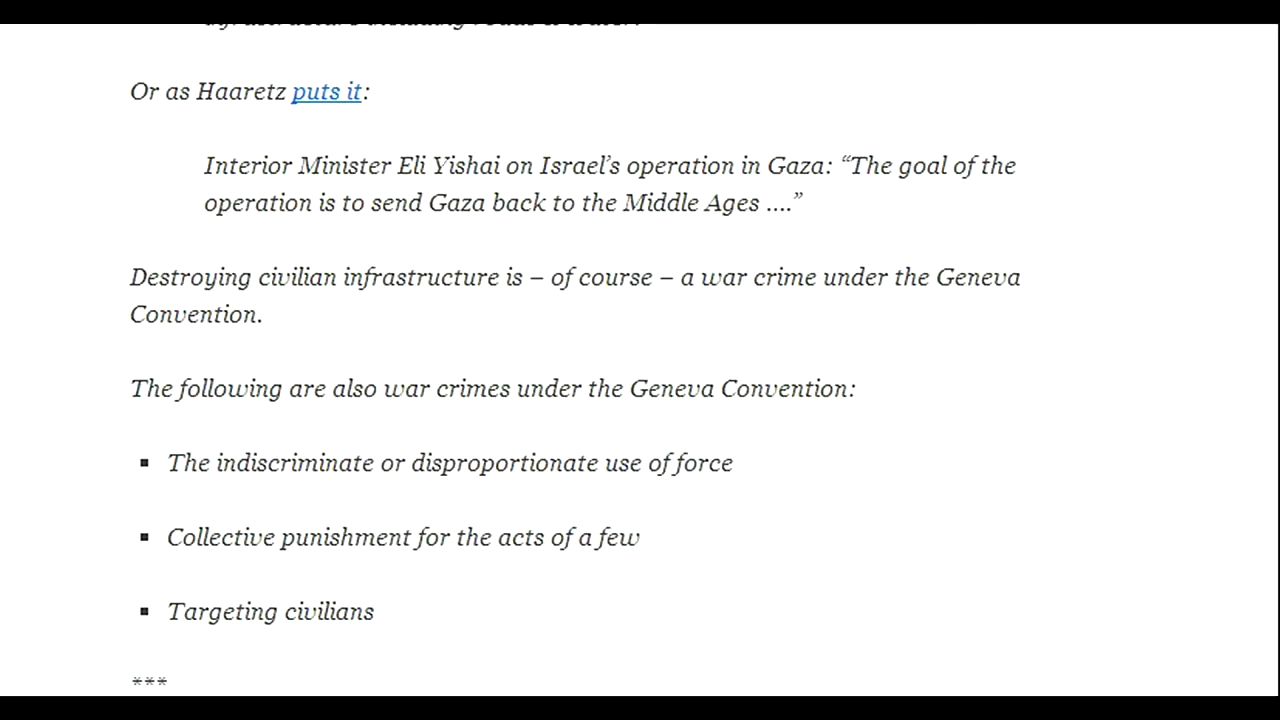 Or as Haaretz puts it:
Interior Minister Eli Yishai on Israel’s operation in Gaza: “The goal of the
operation is to send Gaza back to the Middle Ages ….”
Destroying civilian infrastructure is – of course – a war crime under the Geneva
Convention.
The following are also war crimes under the Geneva Convention:
▪ The indiscriminate or disproportionate use of force
▪ Collective punishment for the acts of a few
▪ Targeting civilians
***